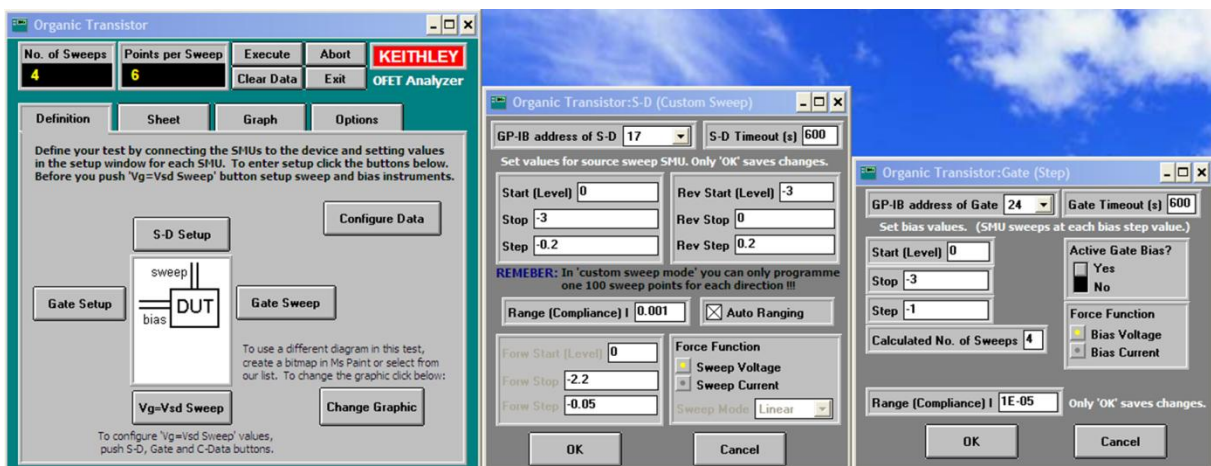 Organic Transistor
No. of Sweeps
4
Points per Sweep
6
Execute
Abort
Clear Data
Exit
KEITHLEY
OFET Analyzer
Definition
Sheet
Graph
Options
Define your test by connecting the SMUs to the device and setting values
in the setup window for each SMU. To enter setup click the buttons below.
Before you push 'Vg=Vsd Sweep' button setup sweep and bias instruments.
Configure Data
S-D Setup
sweep
Gate Setup
DUT
bias
Gate Sweep
To use a different diagram in this test,
create a bitmap in Ms Paint or select from
our list. To change the graphic click below:
Vg=Vsd Sweep
Change Graphic
To configure 'Vg=Vsd Sweep' values,
push S-D, Gate and C-Data buttons.
Organic Transistor:S-D (Custom Sweep)
GP-IB address of S-D 17
S-D Timeout (s) 600
Set values for source sweep SMU. Only 'OK' saves changes.
Start (Level) 0
Stop -3
Step -0.2
Rev Start (Level) -3
Rev Stop 0
Rev Step 0.2
REMEBER: In 'custom sweep mode' you can only programme
one 100 sweep points for each direction !!!
Range (Compliance) I 0.001
Auto Ranging
Forw Start (Level) 0
Forw Stop -2.2
Forw Step -0.05
Force Function
Sweep Voltage
Sweep Current
Sweep Mode Linear
OK
Cancel
Organic Transistor:Gate (Step)
GP-IB address of Gate 24
Gate Timeout (s) 600
Set bias values. (SMU sweeps at each bias step value.)
Start (Level) 0
Stop -3
Step -1
Calculated No. of Sweeps 4
Active Gate Bias?
Yes
No
Force Function
Bias Voltage
Bias Current
Range (Compliance) I 1E-05
Only 'OK' saves changes.
OK
Cancel